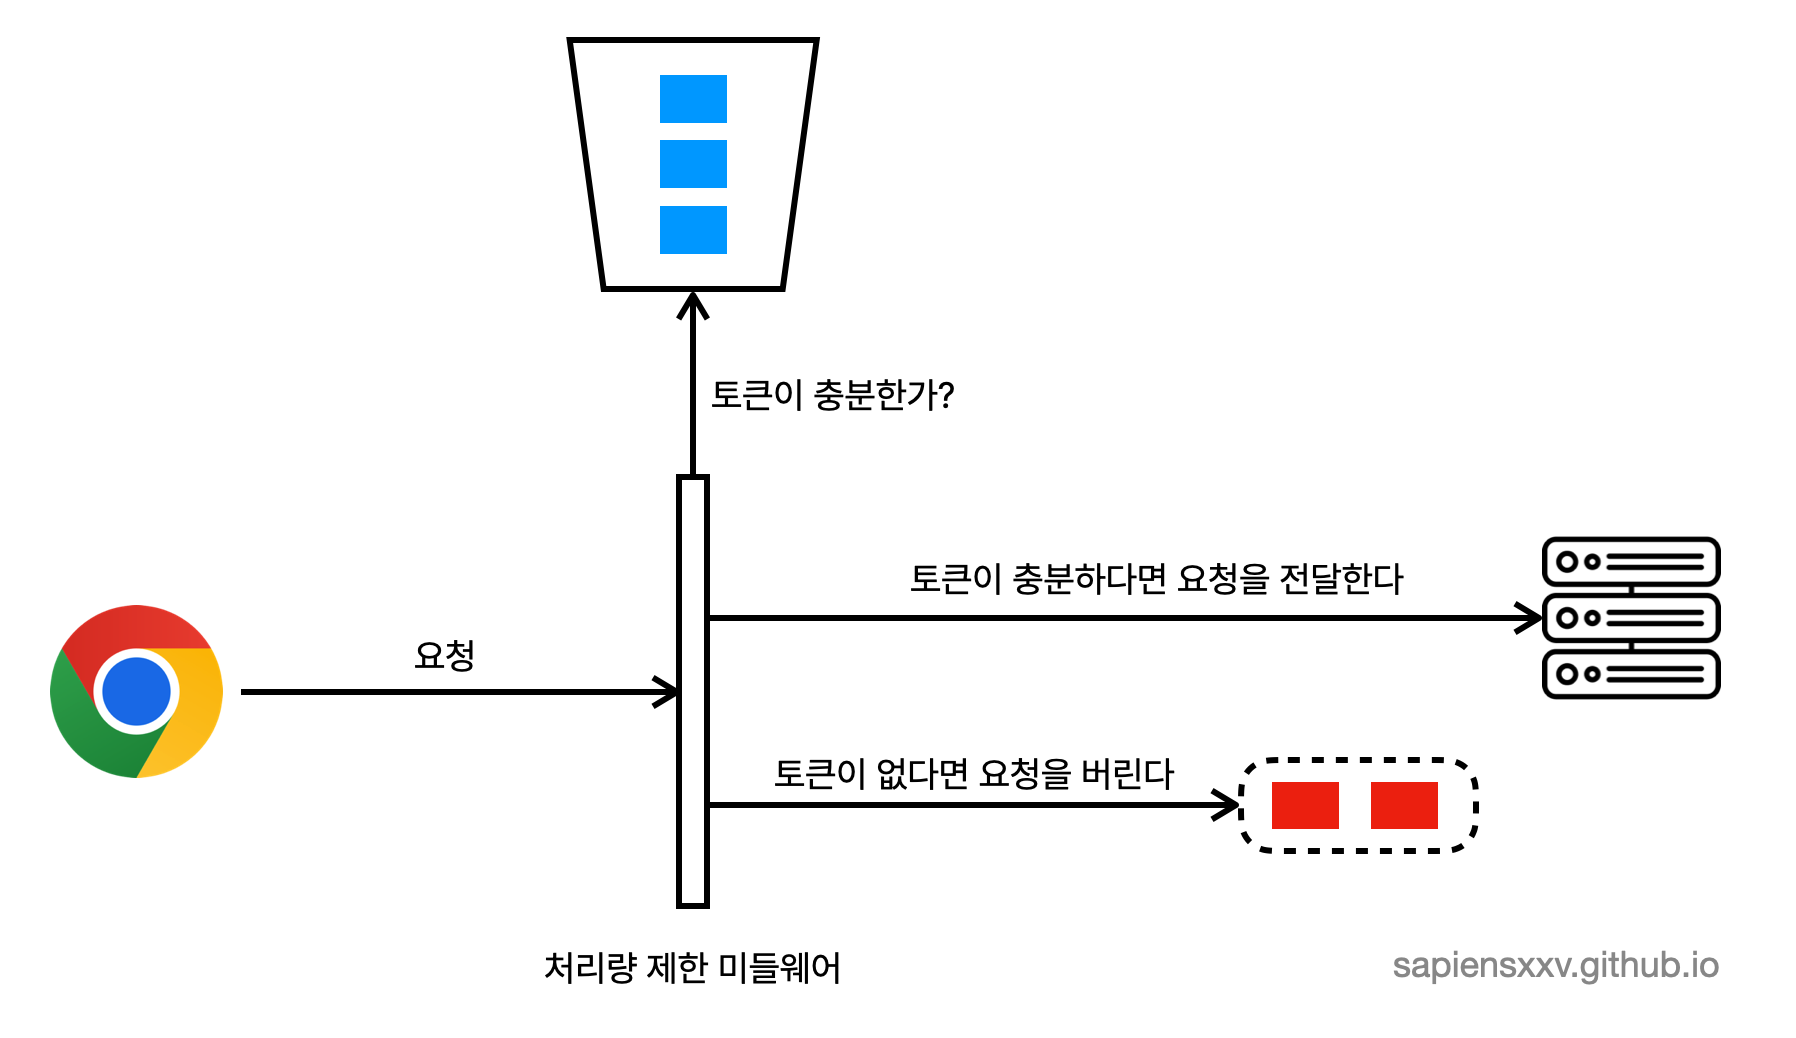 토큰이 충분한가?
토큰이 충분하다면 요청을 전달한다
요청
토큰이 없다면 요청을 버린다
처리량 제한 미들웨어
sapiensxxv.github.io